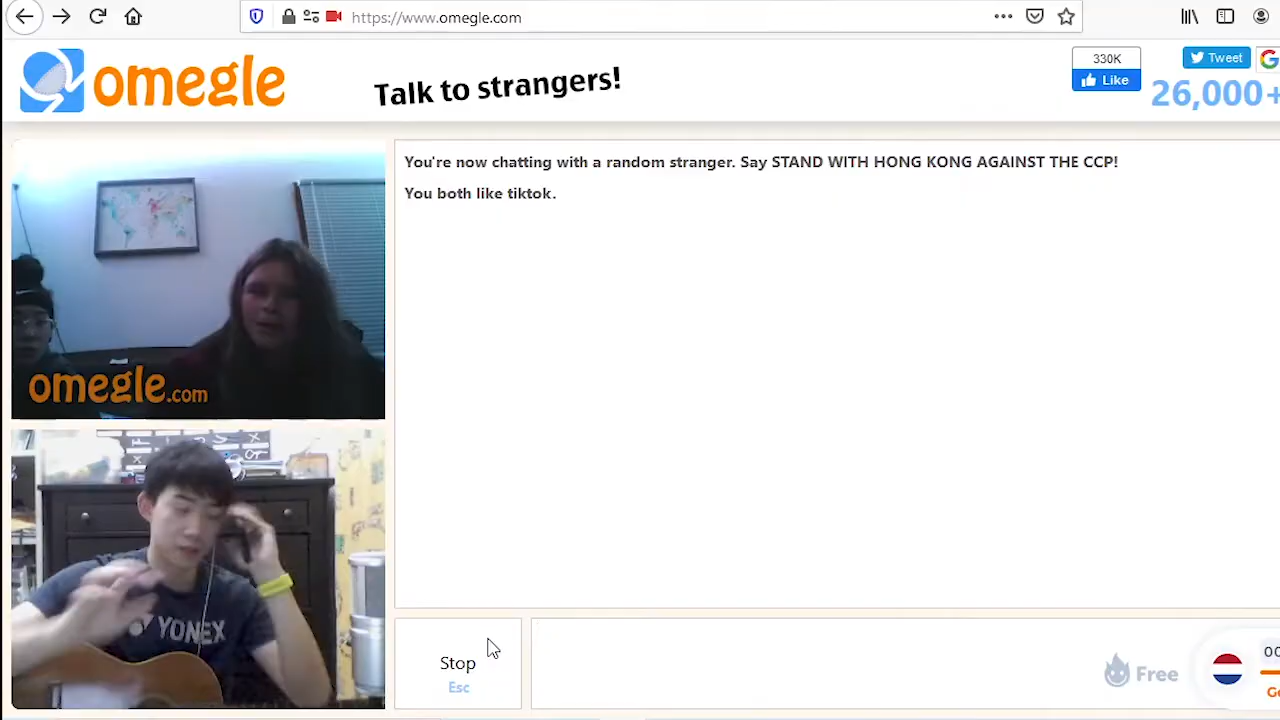 https://www.omegle.com
omegle
Talk to strangers!
330K
Like
Tweet
26,000+
You're now chatting with a random stranger. Say STAND WITH HONG KONG AGAINST THE CCP!
You both like tiktok.
omegle.com
YONEX
Stop
Esc
Free